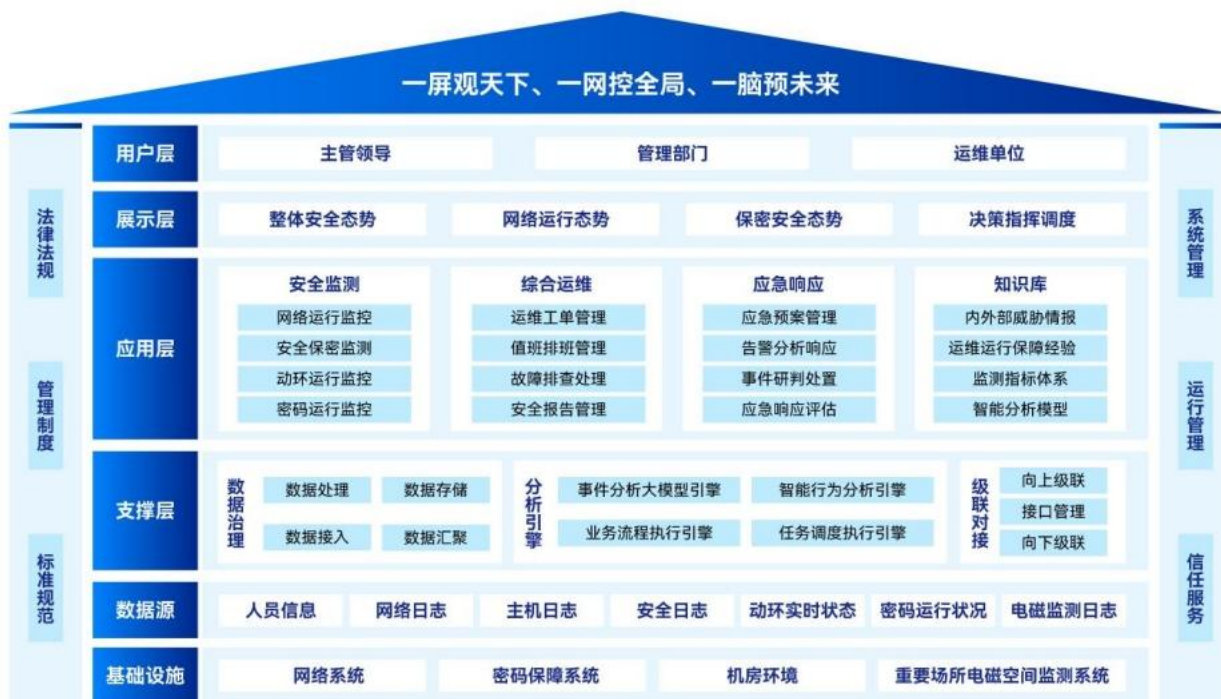 一屏观天下、一网控全局、一脑预未来
法律法规
管理制度
标准规范
用户层
主管领导
管理部门
运维单位
展示层
整体安全态势
网络运行态势
保密安全态势
决策指挥调度
应用层
安全监测
网络运行监控
安全保密监测
动环运行监控
密码运行监控
综合运维
运维工单管理
值班排班管理
故障排查处理
安全报告管理
应急响应
应急预案管理
告警分析响应
事件研判处置
应急响应评估
知识库
内外部威胁情报
运维运行保障经验
监测指标体系
智能分析模型
支撑层
数据治理
数据处理
数据存储
数据接入
数据汇聚
分析引擎
事件分析大模型引擎
智能行为分析引擎
业务流程执行引擎
任务调度执行引擎
级联对接
向上级联
接口管理
向下级联
数据源
人员信息
网络日志
主机日志
安全日志
动环实时状态
密码运行状况
电磁监测日志
基础设施
网络系统
密码保障系统
机房环境
重要场所电磁空间监测系统
系统管理
运行管理
信任服务